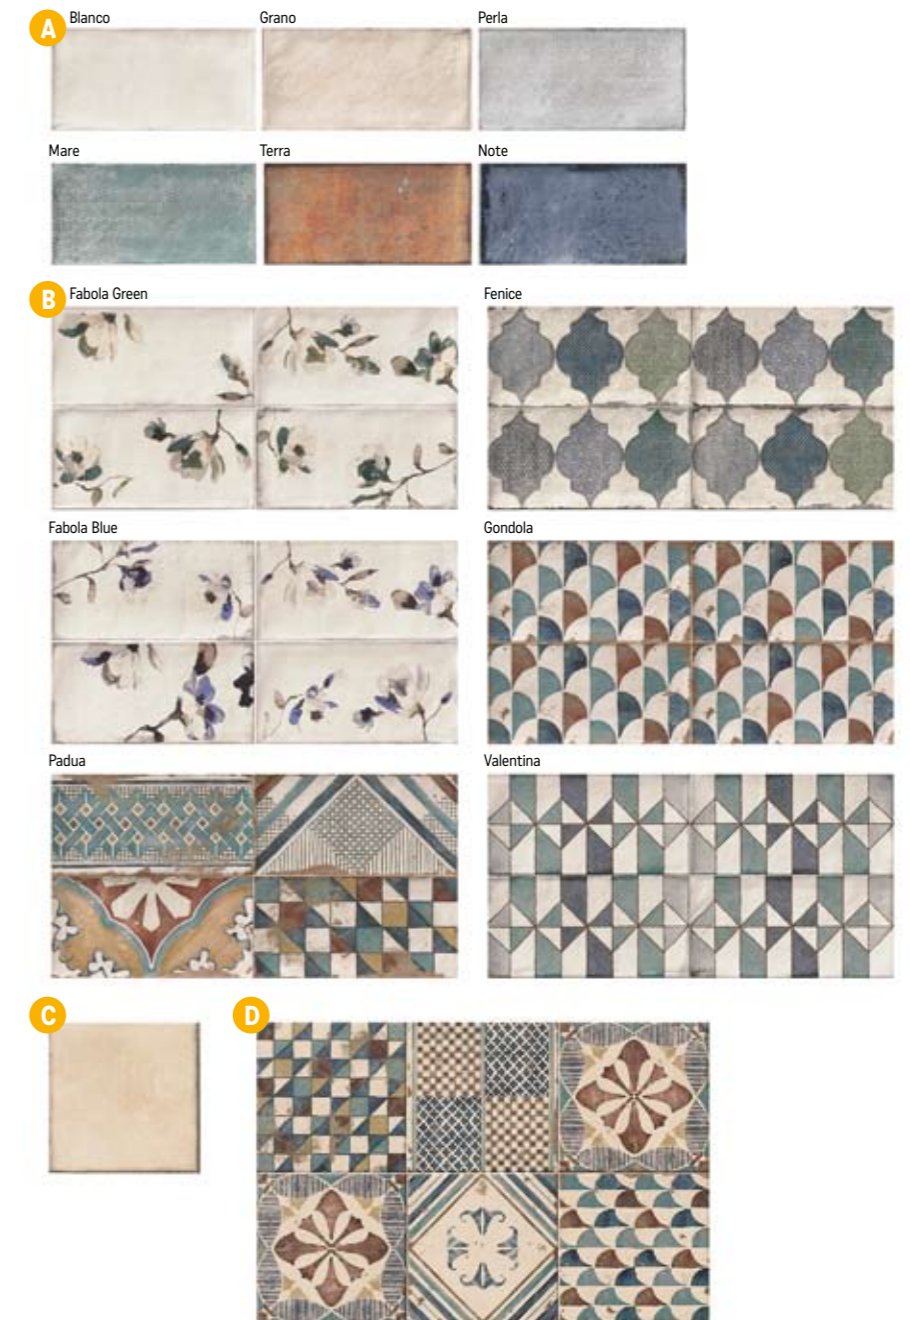 A
Blanco
Grano
Perla
Mare
Terra
Note
B
Fabola Green
Fenice
Fabola Blue
Gondola
Padua
Valentina
C
D